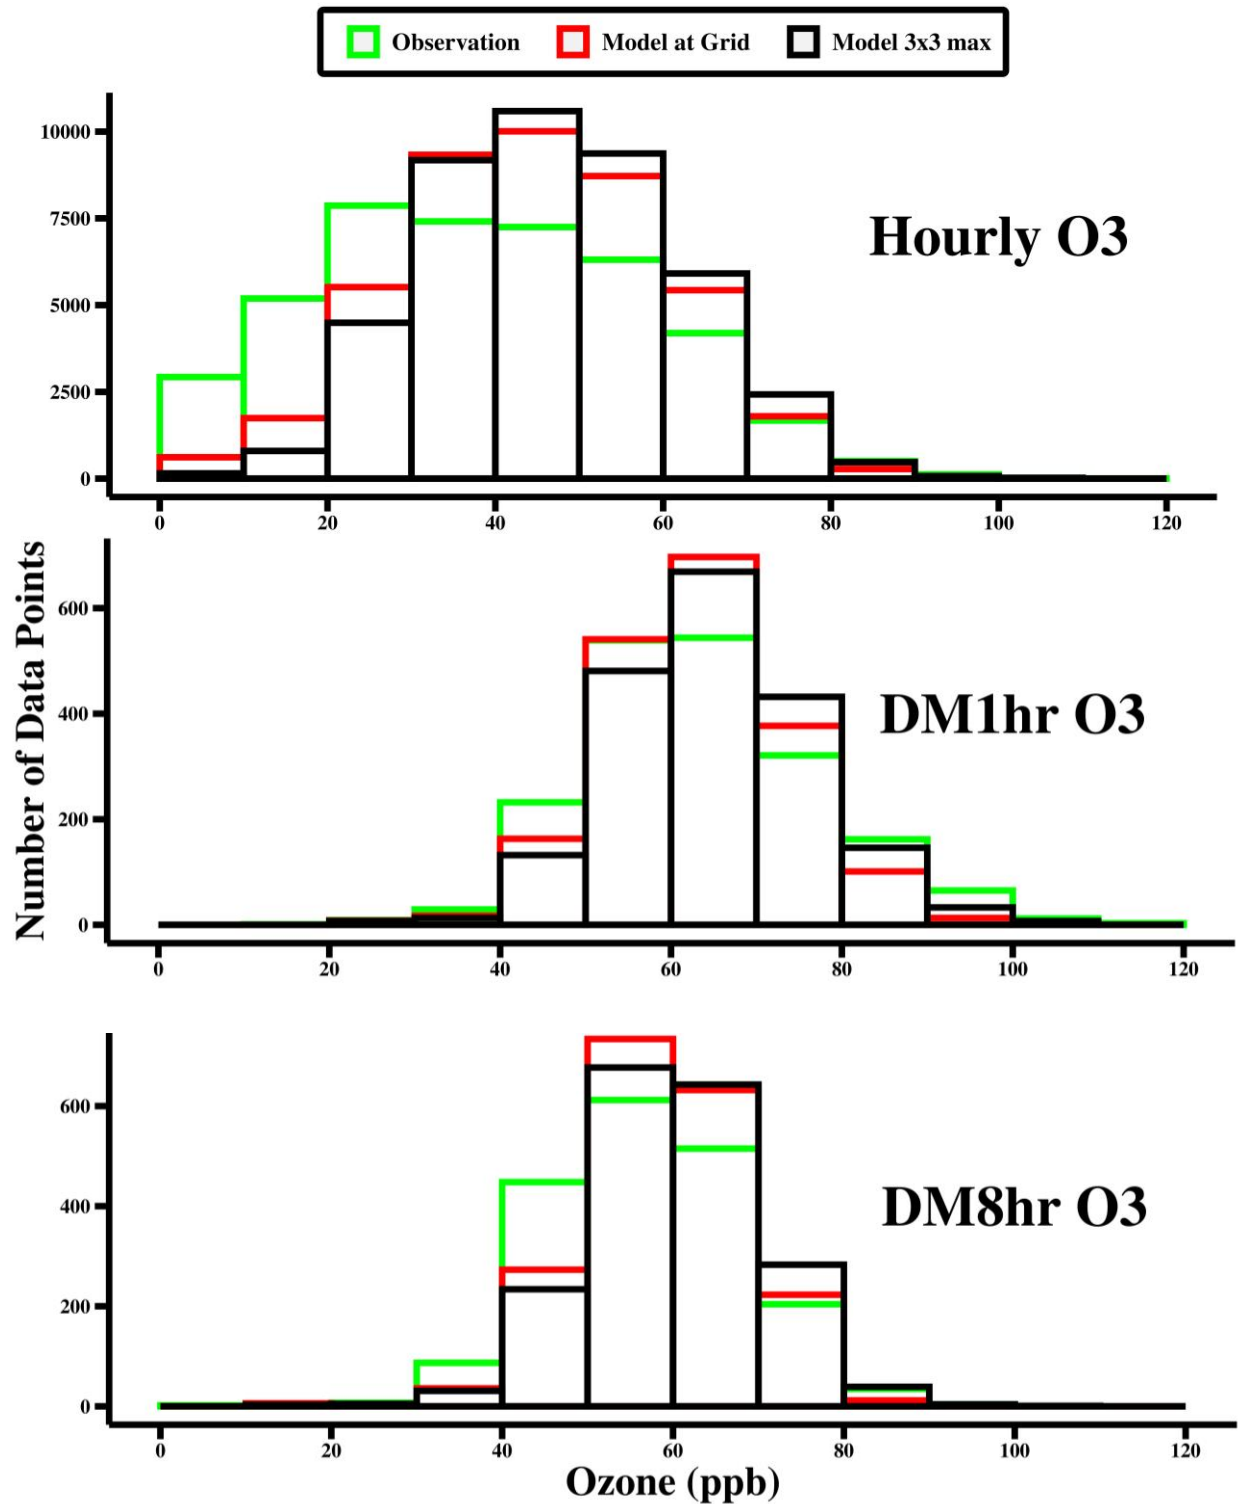 Observation Model at Grid Model 3x3 max
10000
7500
5000
2500
0
Hourly O3
0 20 40 60 80 100 120
Number of Data Points
600
400
200
0
DM1hr O3
0 20 40 60 80 100 120
600
400
200
0
DM8hr O3
0 20 40 60 80 100 120
Ozone (ppb)